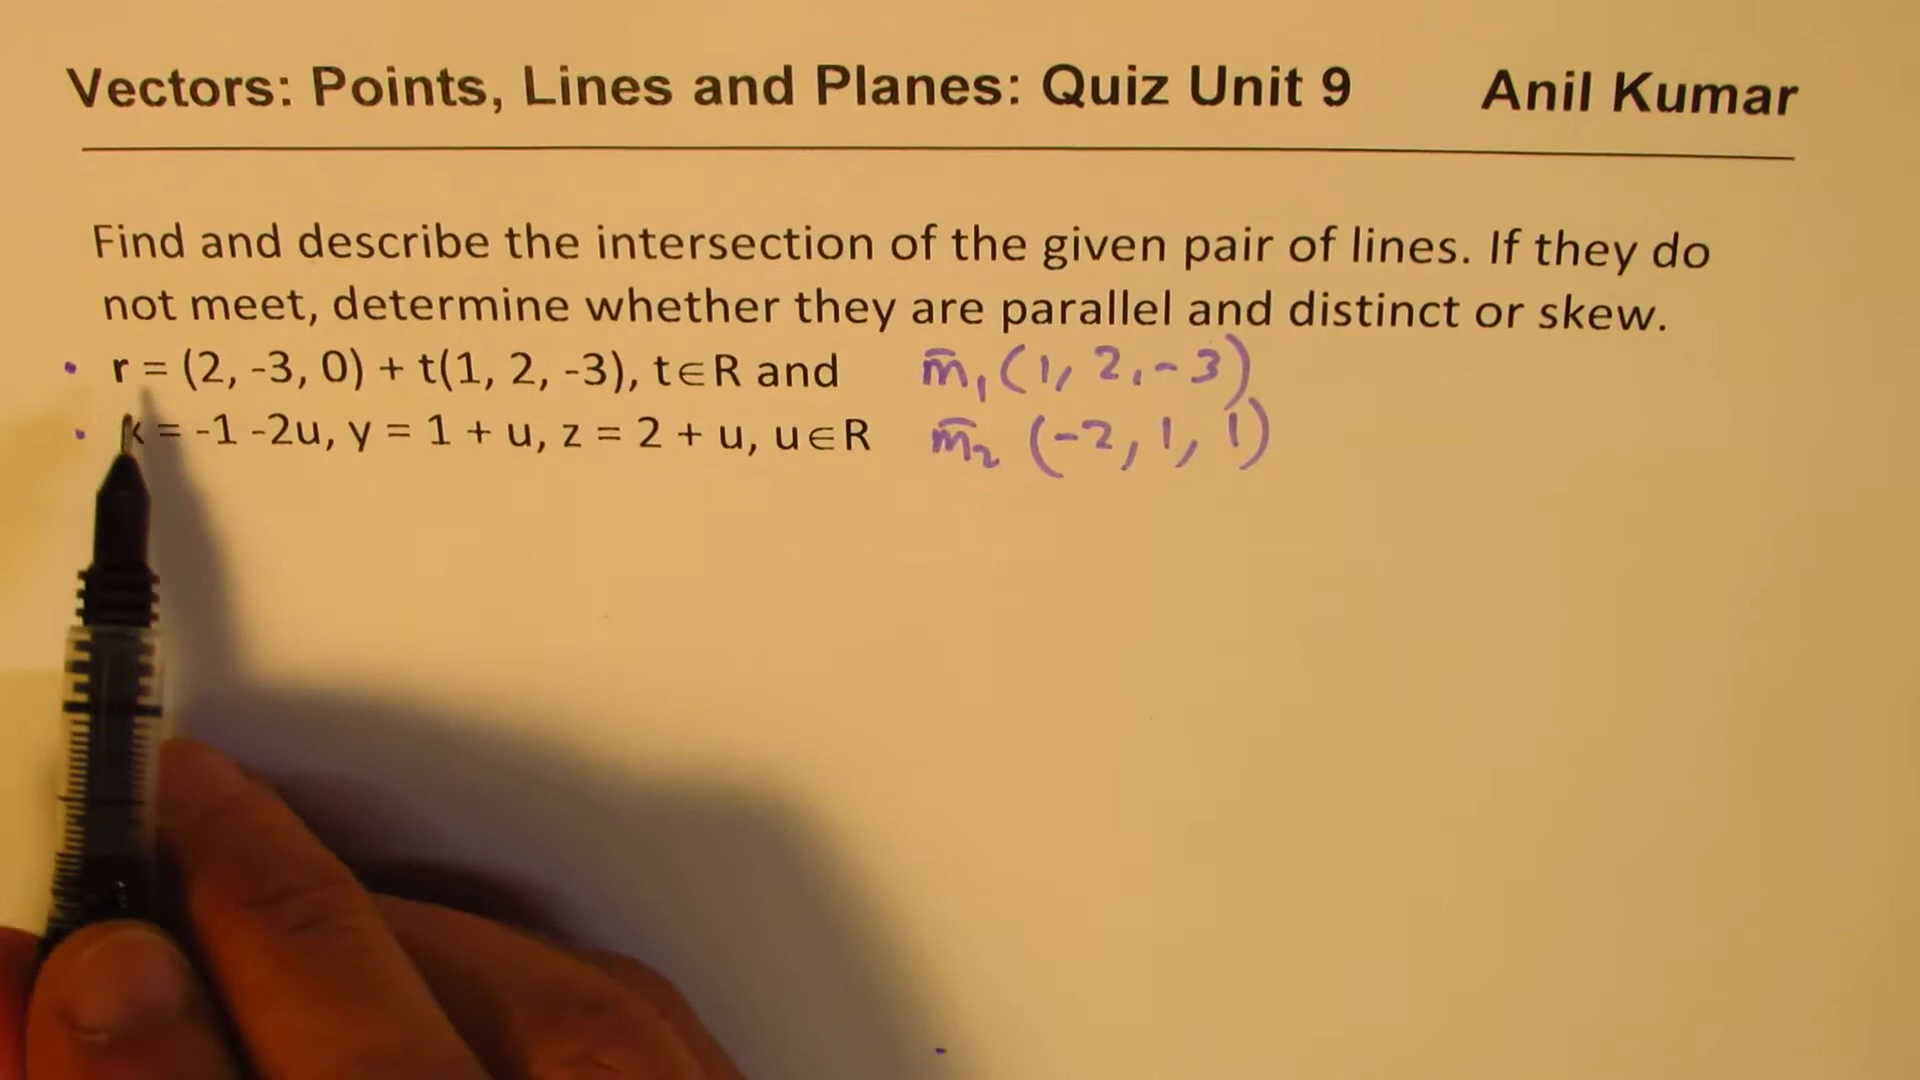 Vectors: Points, Lines and Planes: Quiz Unit 9 Anil Kumar
Find and describe the intersection of the given pair of lines. If they do
not meet, determine whether they are parallel and distinct or skew.
• r = (2, -3, 0) + t(1, 2, -3), t∈R and m̄₁ (1, 2, -3)
• x = -1 -2u, y = 1 + u, z = 2 + u, u∈R m̄₂ (-2, 1, 1)